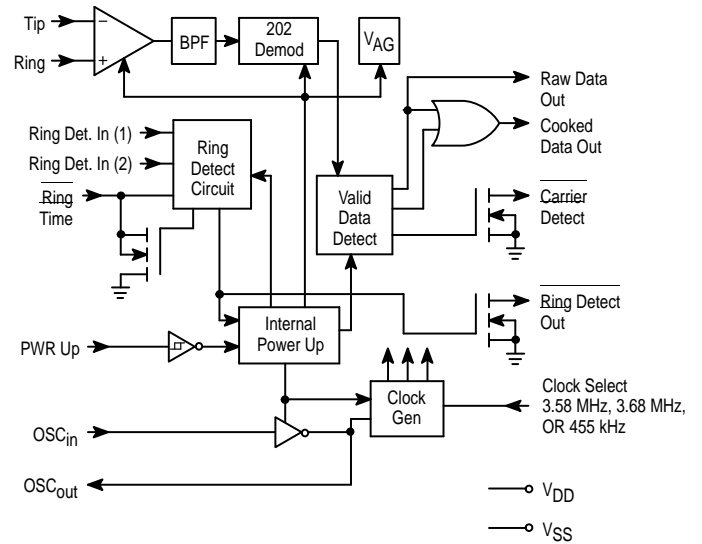 Tip
Ring
−
+
BPF
202
Demod
VAG
Raw Data
Out
Cooked
Data Out
Ring Det. In (1)
Ring Det. In (2)
Ring
Time
Ring
Detect
Circuit
Valid
Data
Detect
Carrier
Detect
Ring Detect
Out
PWR Up
Internal
Power Up
Clock
Gen
Clock Select
3.58 MHz, 3.68 MHz,
OR 455 kHz
OSCin
OSCout
VDD
VSS